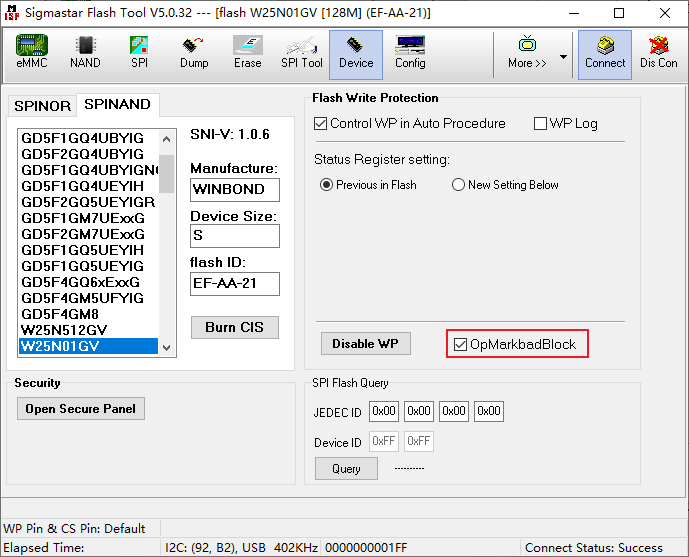 Sigmastar Flash Tool V5.0.32 --- [flash W25N01GV [128M] (EF-AA-21)]
eMMC NAND SPI Dump Erase SPI Tool Device Config More >> Connect Dis Con
SPINOR SPINAND
GD5F1GQ4UBYIG
GD5F2GQ4UBYIG
GD5F1GQ4UBYIGN
GD5F1GQ4UEYIH
GD5F2GQ5UEYIGR
GD5F1GM7UExxG
GD5F2GM7UExxG
GD5F1GQ5UEYIH
GD5F1GQ5UEYIG
GD5F4GQ6xExxG
GD5F4GM5UFYIG
GD5F4GM8
W25N512GV
W25N01GV
SNI-V: 1.0.6
Manufacture:
WINBOND
Device Size:
S
flash ID:
EF-AA-21
Burn CIS
Flash Write Protection
Control WP in Auto Procedure WP Log
Status Register setting:
Previous in Flash New Setting Below
Disable WP OpMarkbadBlock
Security
Open Secure Panel
SPI Flash Query
JEDEC ID 0x00 0x00 0x00 0x00
Device ID 0xFF 0xFF
Query ----------
WP Pin & CS Pin: Default
Elapsed Time: I2C: (92, B2), USB 402KHz 0000000001FF Connect Status: Success